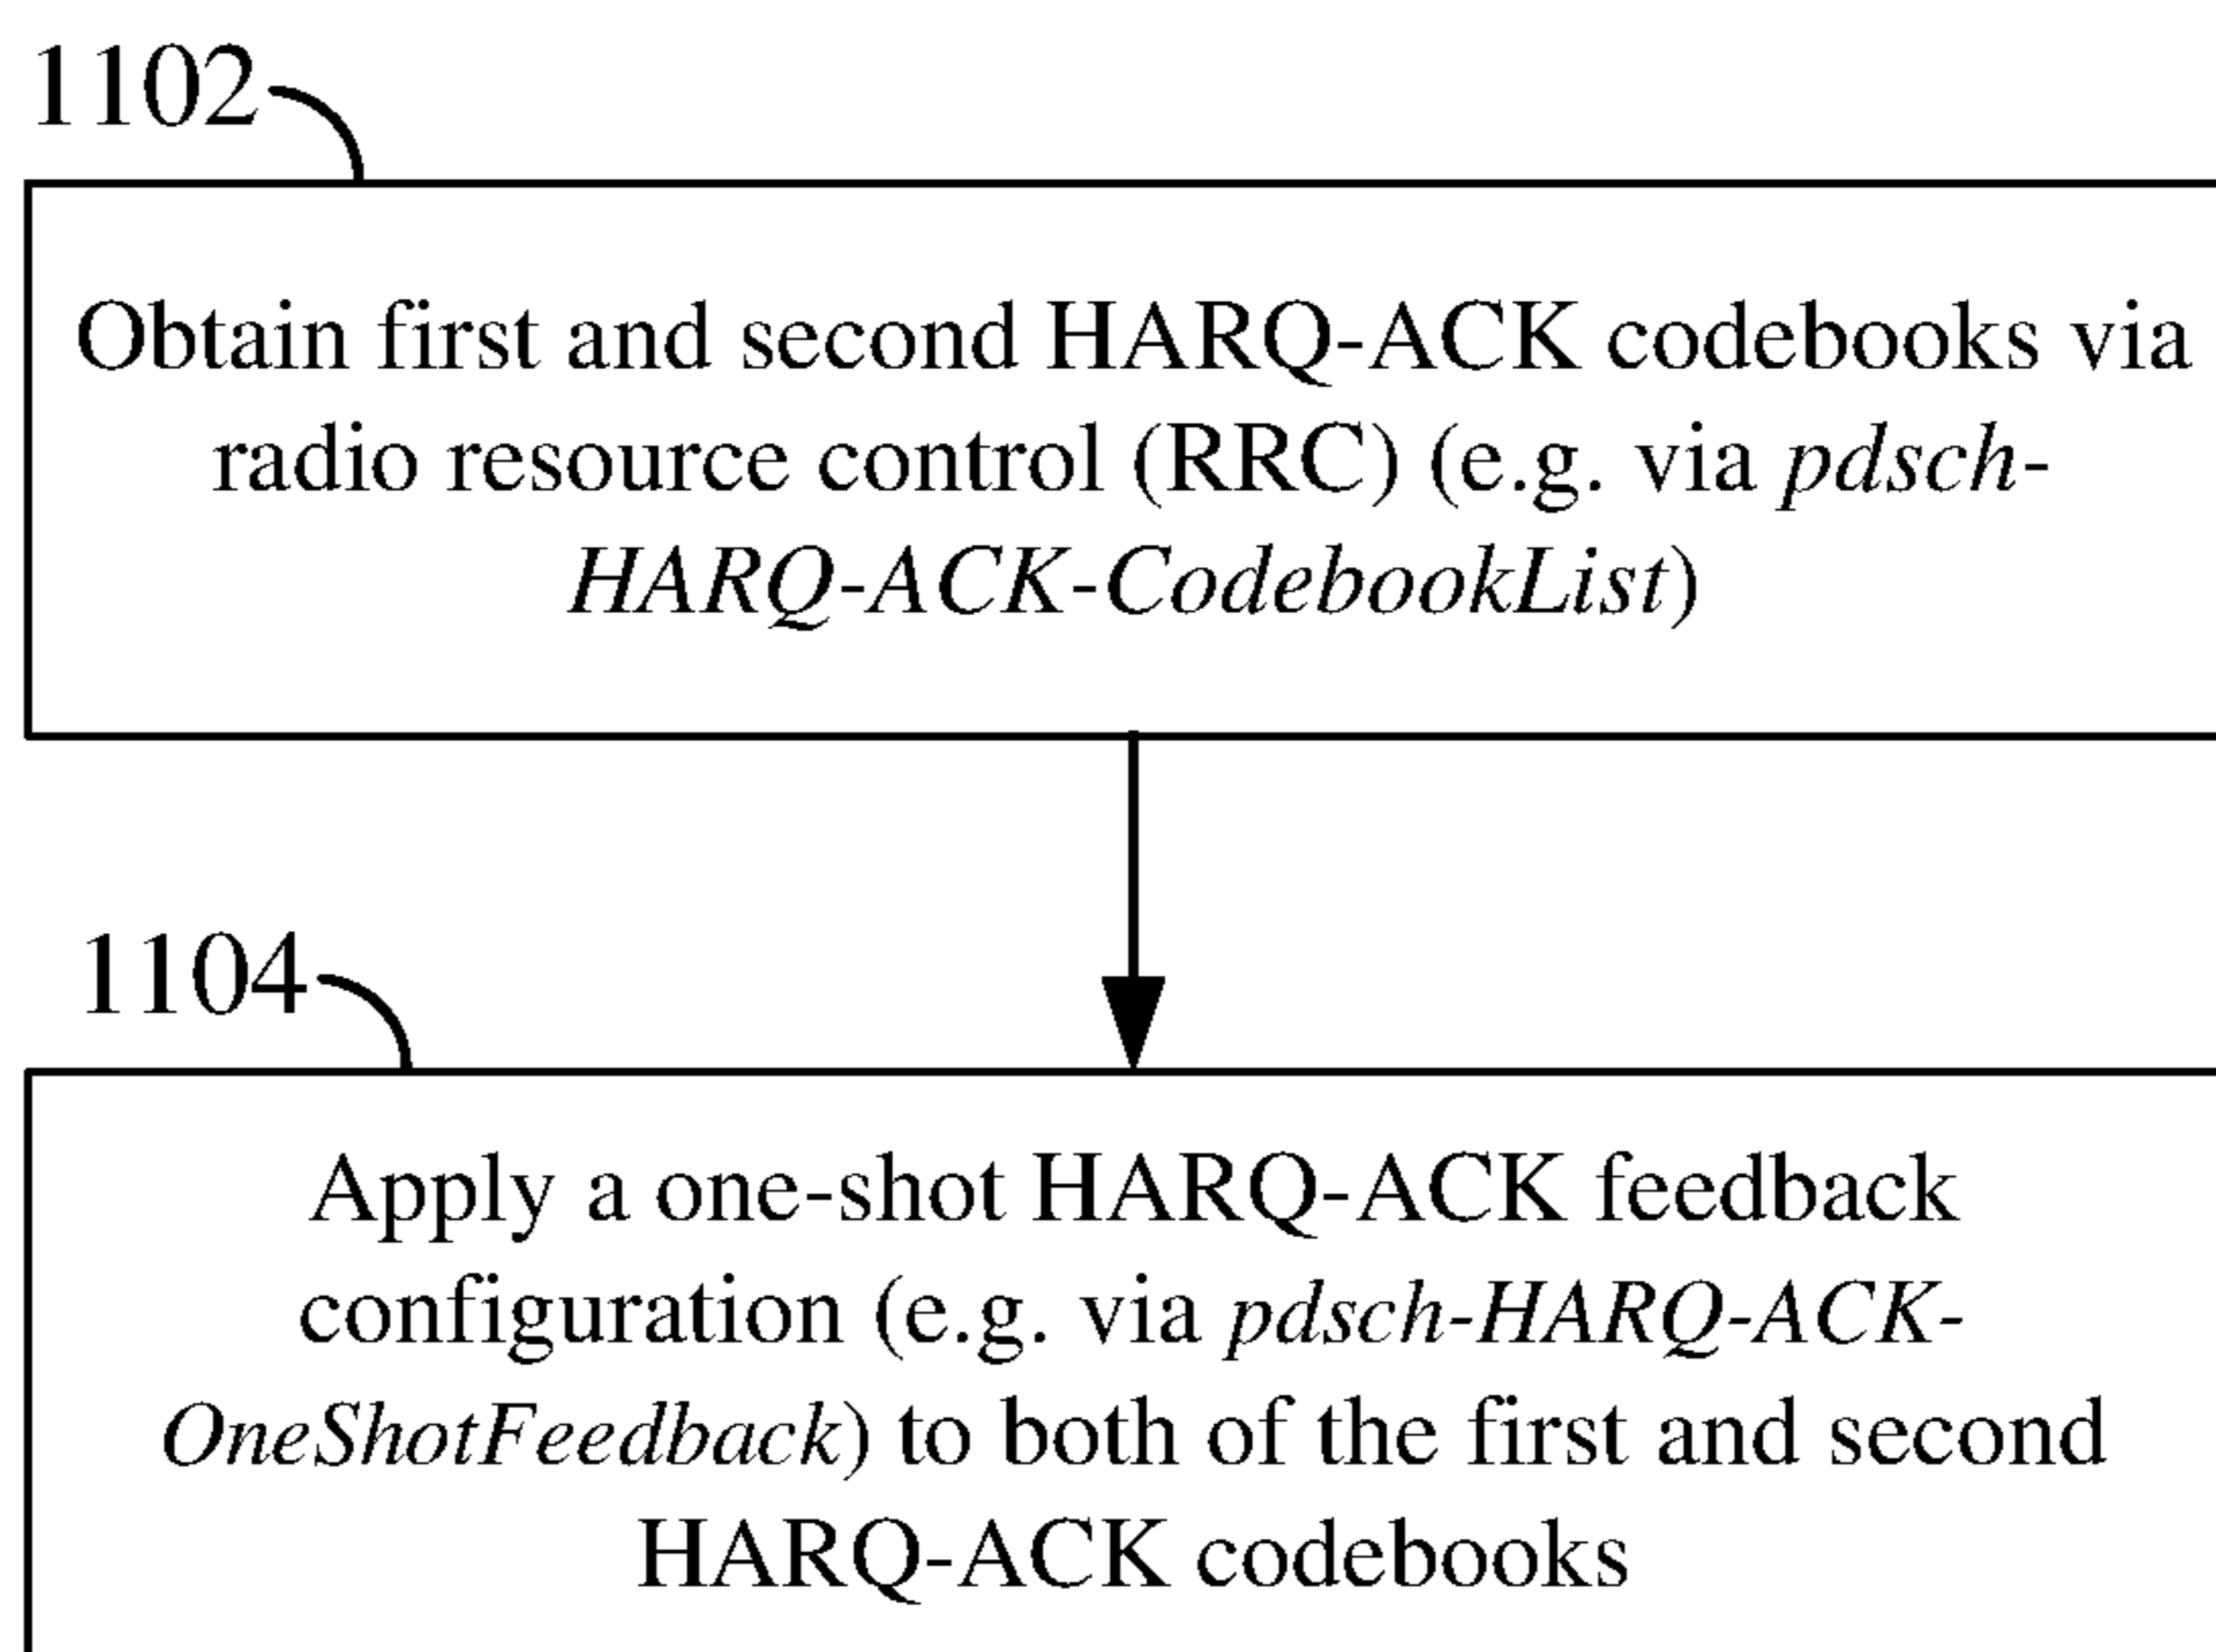 1102
Obtain first and second HARQ-ACK codebooks via
radio resource control (RRC) (e.g. via pdsch-
HARQ-ACK-CodebookList)
1104
Apply a one-shot HARQ-ACK feedback
configuration (e.g. via pdsch-HARQ-ACK-
OneShotFeedback) to both of the first and second
HARQ-ACK codebooks